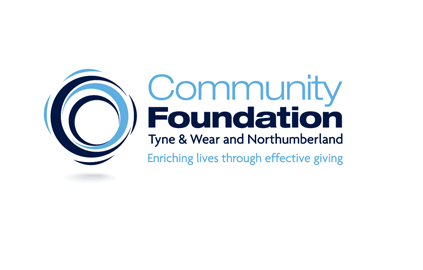 Community
Foundation
Tyne & Wear and Northumberland
Enriching lives through effective giving